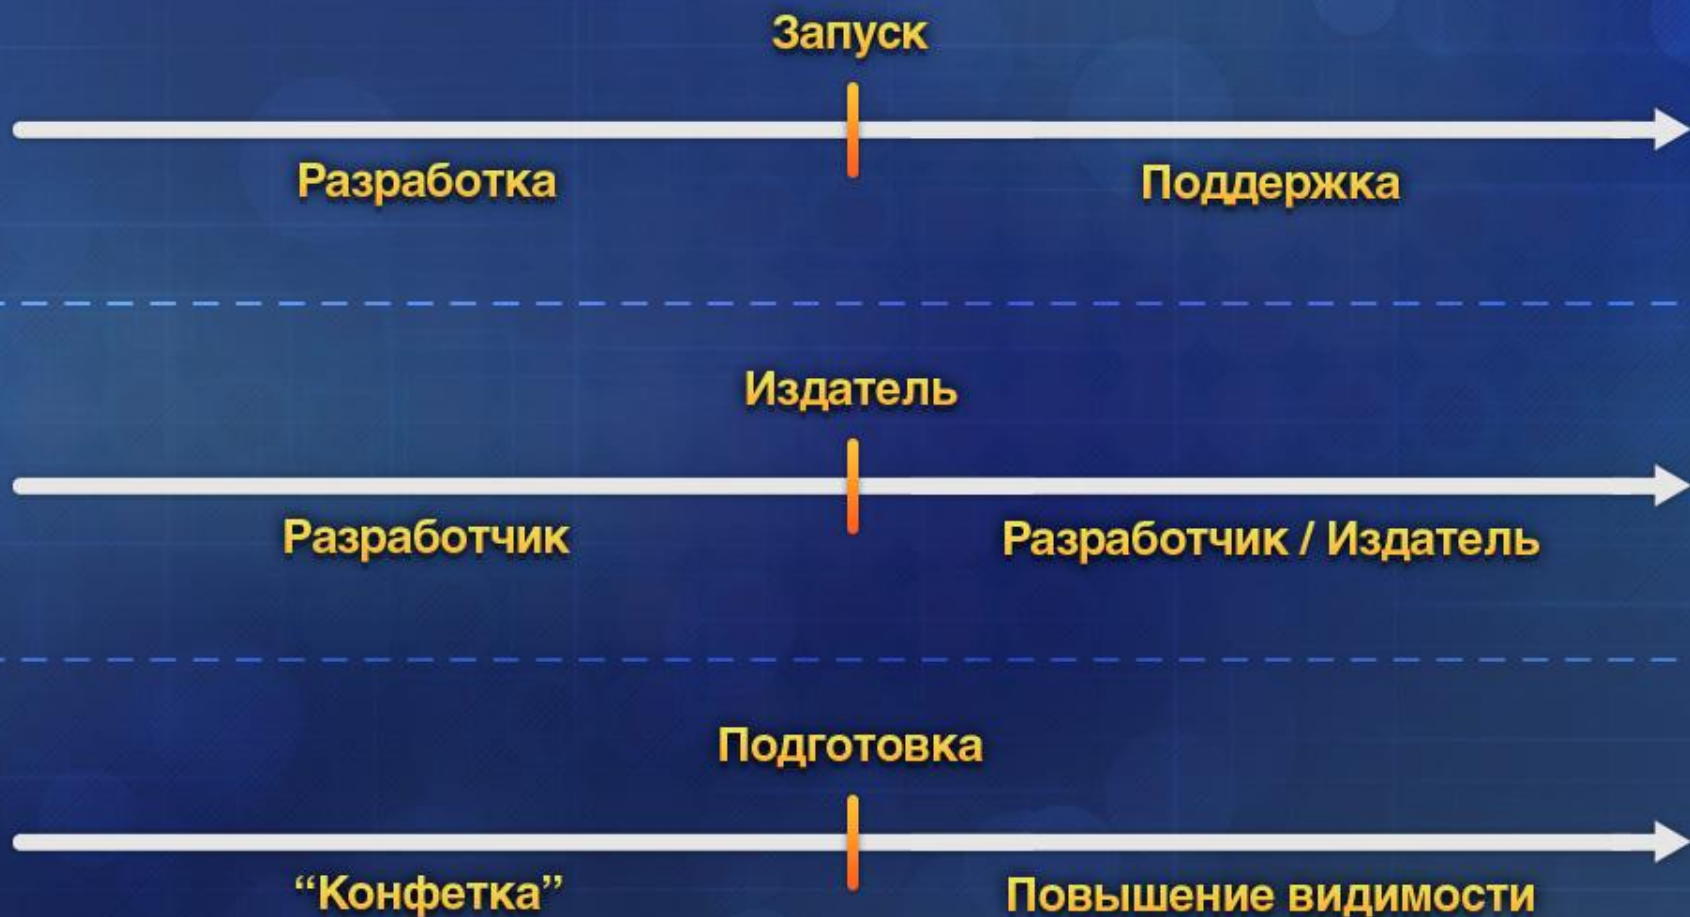 Запуск
Разработка Поддержка
Издатель
Разработчик Разработчик / Издатель
Подготовка
“Конфетка” Повышение видимости